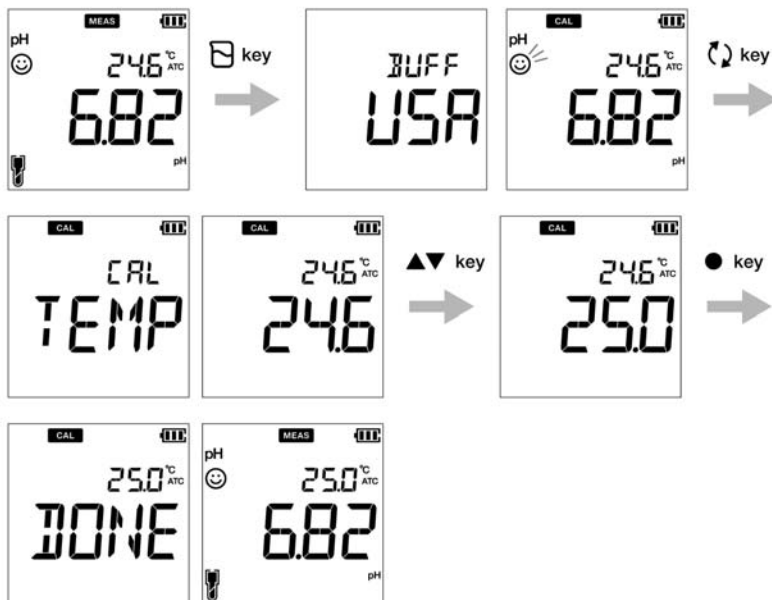 MEAS
pH
24.6 °C
ATC
6.82
pH
key
BUFF
USA
CAL
pH
24.6 °C
ATC
6.82
pH
key
CAL
CAL
TEMP
CAL
24.6 °C
ATC
24.6
▲▼ key
CAL
24.6 °C
ATC
25.0
● key
CAL
25.0 °C
ATC
DONE
MEAS
pH
25.0 °C
ATC
6.82
pH